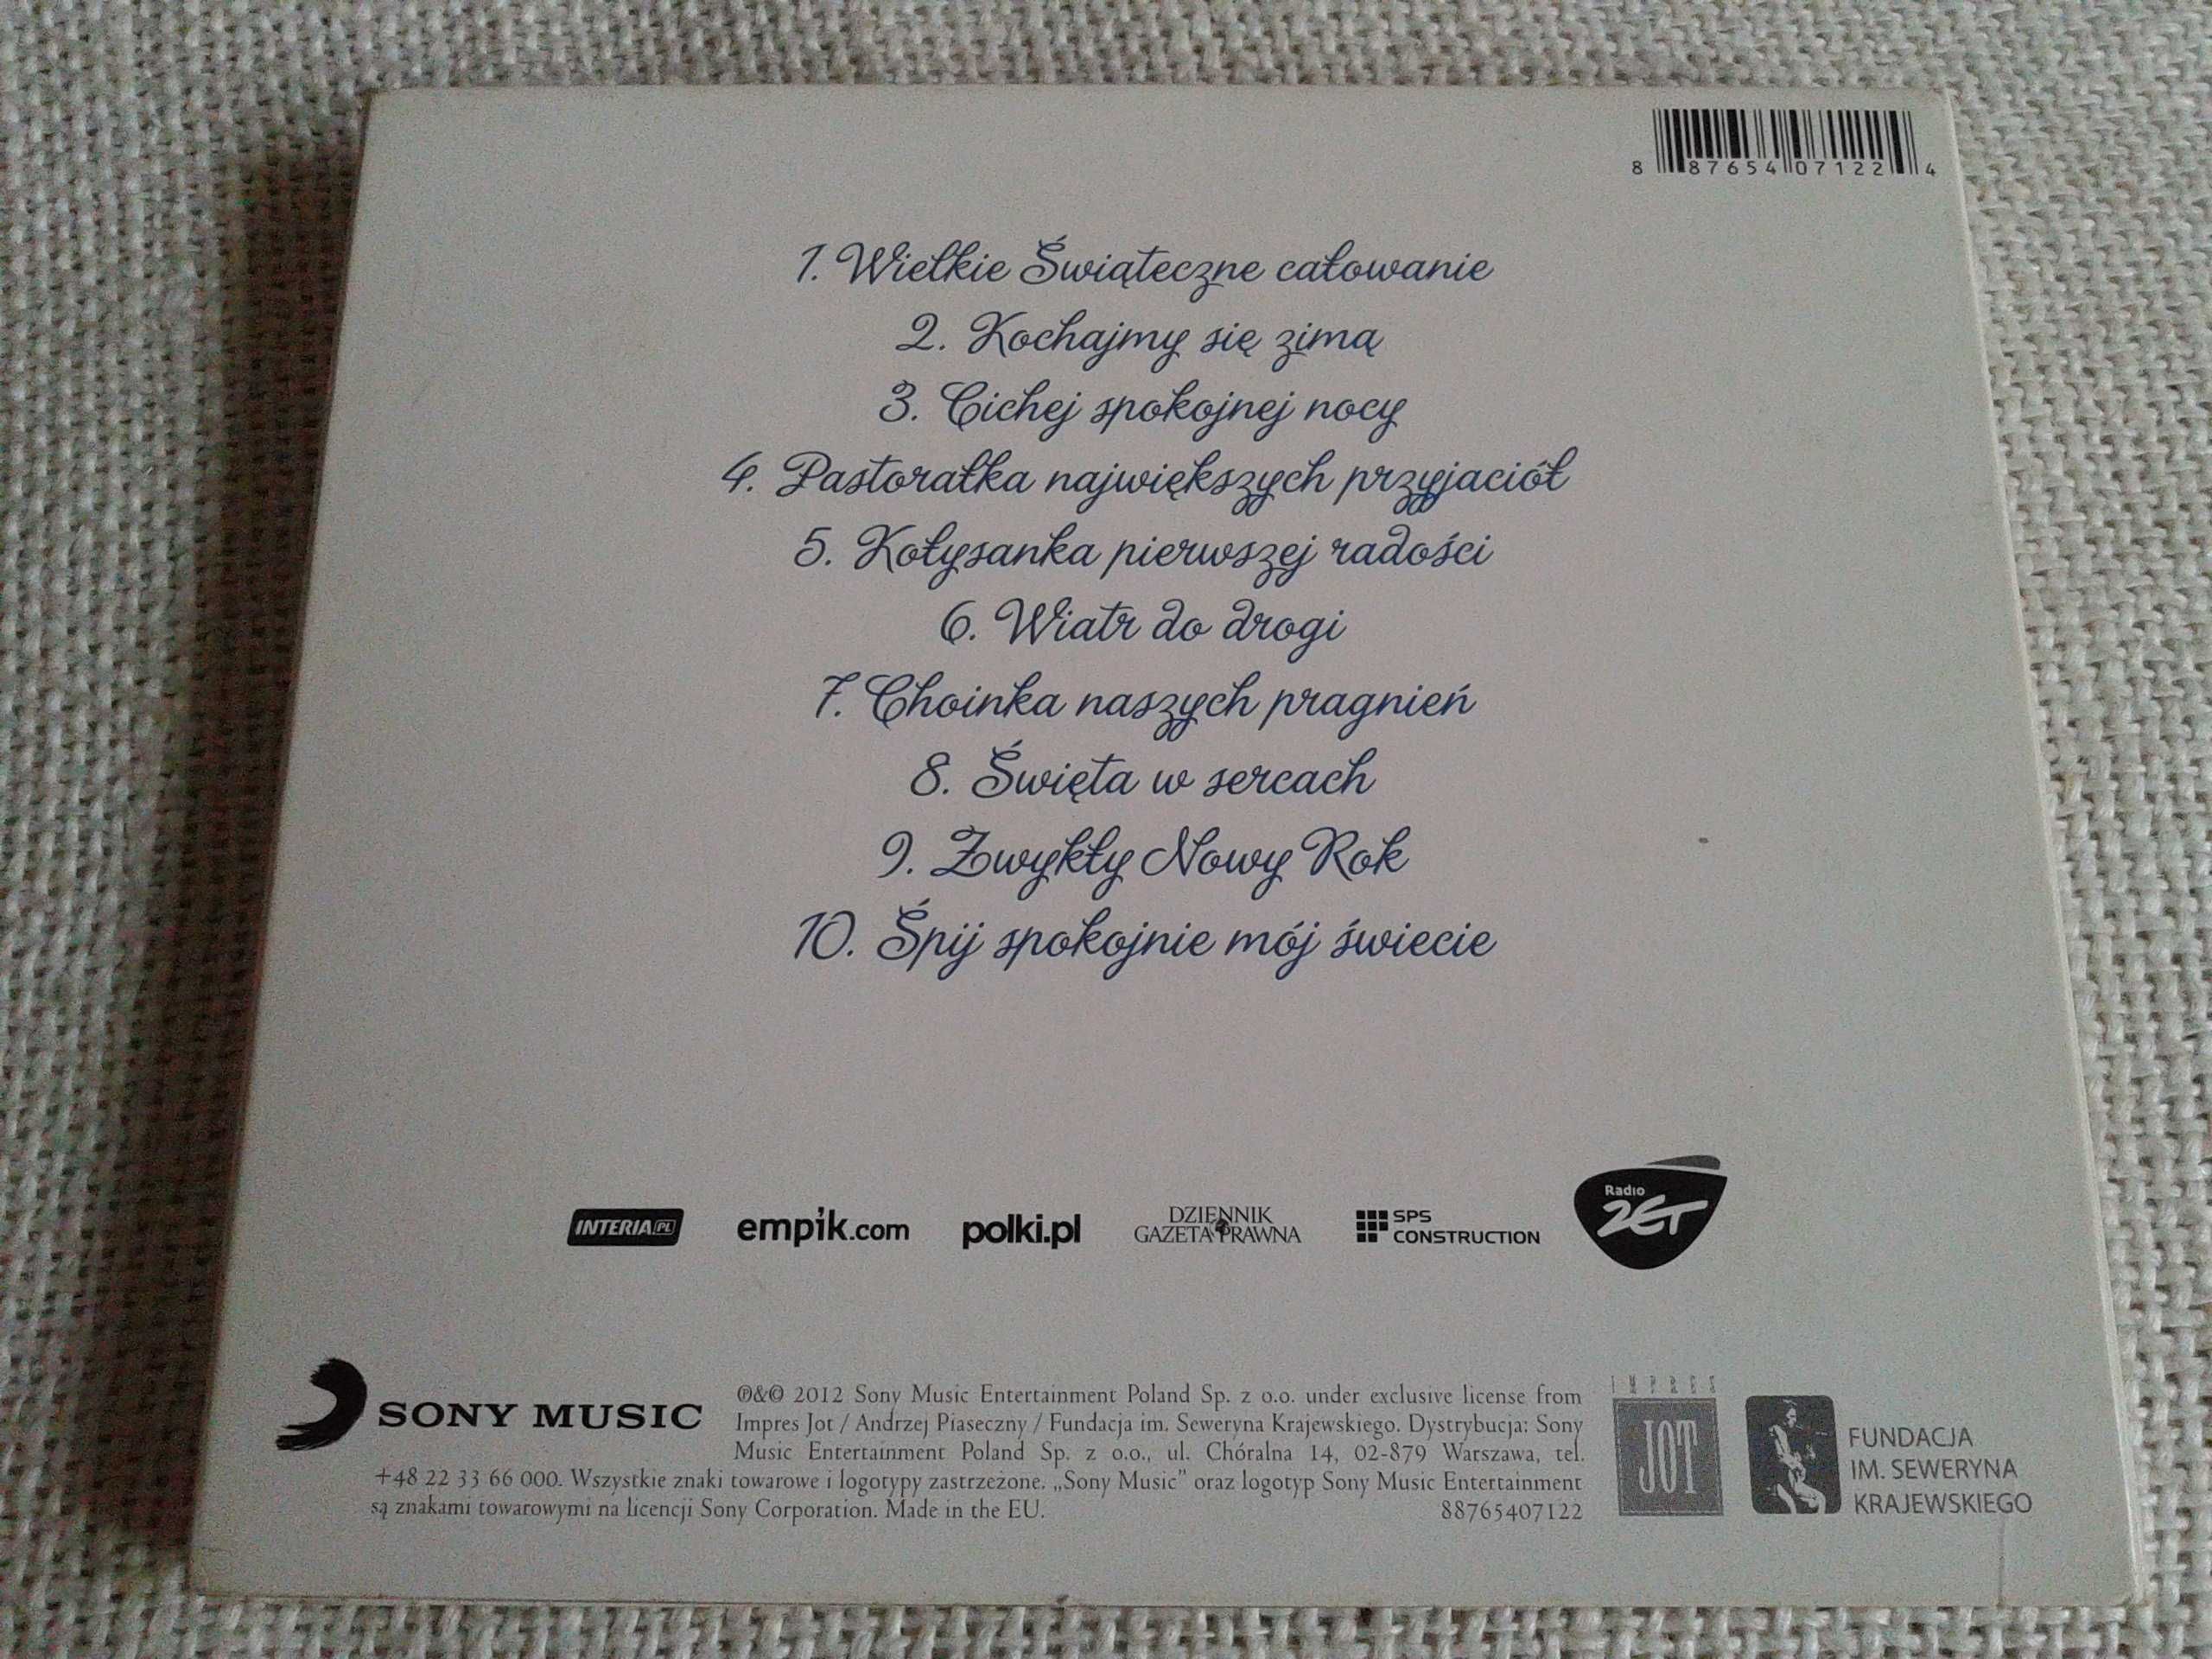 8 87654 07122 4
1. Wielkie Świąteczne całowanie
2. Kochajmy się zimą
3. Cichej spokojnej nocy
4. Pastorałka największych przyjaciół
5. Kołysanka pierwszej radości
6. Wiatr do drogi
7. Choinka naszych pragnień
8. Święta w sercach
9. Zwykły Nowy Rok
10. Śpij spokojnie mój świecie
INTERIA.PL
empik.com
polki.pl
DZIENNIK
GAZETA PRAWNA
SPS
CONSTRUCTION
Radio
ZET
SONY MUSIC
℗&© 2012 Sony Music Entertainment Poland Sp. z o.o. under exclusive license from
Impres Jot / Andrzej Piaseczny / Fundacja im. Seweryna Krajewskiego. Dystrybucja: Sony
Music Entertainment Poland Sp. z o.o., ul. Chóralna 14, 02-879 Warszawa, tel.
+48 22 33 66 000. Wszystkie znaki towarowe i logotypy zastrzeżone. „Sony Music” oraz logotyp Sony Music Entertainment
są znakami towarowymi na licencji Sony Corporation. Made in the EU. 88765407122
IMPRES
JOT
FUNDACJA
IM. SEWERYNA
KRAJEWSKIEGO